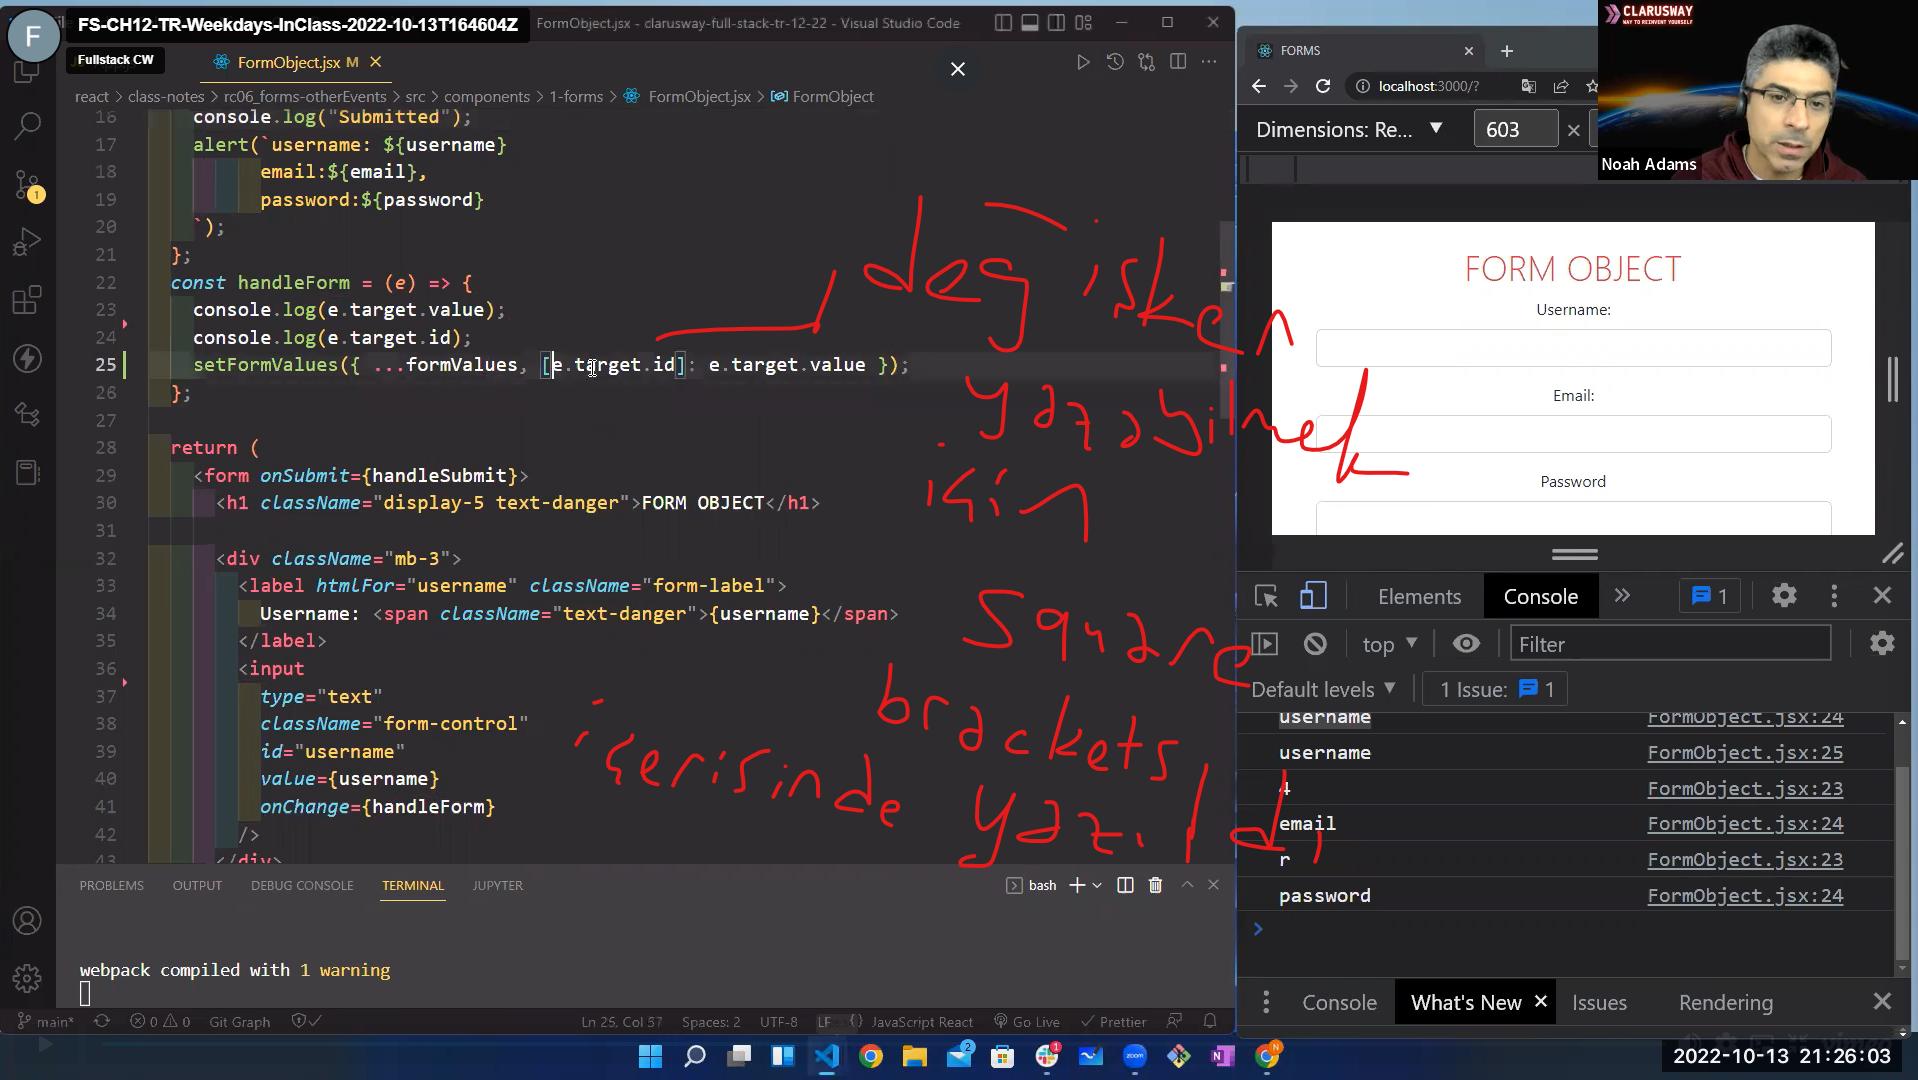 FS-CH12-TR-Weekdays-InClass-2022-10-13T164604Z
F
Fullstack CW
FormObject.jsx - clarusway-full-stack-tr-12-22 - Visual Studio Code
FormObject.jsx M
react > class-notes > rc06_forms-otherEvents > src > components > 1-forms > FormObject.jsx > FormObject
16 console.log("Submitted");
17 alert(`username: ${username}
18 email:${email},
19 password:${password}
20 `);
21 };
22 const handleForm = (e) => {
23 console.log(e.target.value);
24 console.log(e.target.id);
25 setFormValues({ ...formValues, [e.target.id]: e.target.value });
26 };
27
28 return (
29 <form onSubmit={handleSubmit}>
30 <h1 className="display-5 text-danger">FORM OBJECT</h1>
31
32 <div className="mb-3">
33 <label htmlFor="username" className="form-label">
34 Username: <span className="text-danger">{username}</span>
35 </label>
36 <input
37 type="text"
38 className="form-control"
39 id="username"
40 value={username}
41 onChange={handleForm}
42 />
43 </div>
değişken
yazabilmek
için
Square
brackets
içerisinde
yazıldı
PROBLEMS OUTPUT DEBUG CONSOLE TERMINAL JUPYTER
bash
webpack compiled with 1 warning
main* 0 0 Git Graph Ln 25, Col 57 Spaces: 2 UTF-8 LF {} JavaScript React Go Live Prettier
FORMS
localhost:3000/?
Dimensions: Re... 603
CLARUSWAY
WAY TO REINVENT YOURSELF
Noah Adams
FORM OBJECT
Username:
Email:
Password
Elements Console 1
top Filter
Default levels 1 Issue: 1
username FormObject.jsx:24
username FormObject.jsx:25
4 FormObject.jsx:23
email FormObject.jsx:24
r FormObject.jsx:23
password FormObject.jsx:24
Console What's New Issues Rendering
2022-10-13 21:26:03